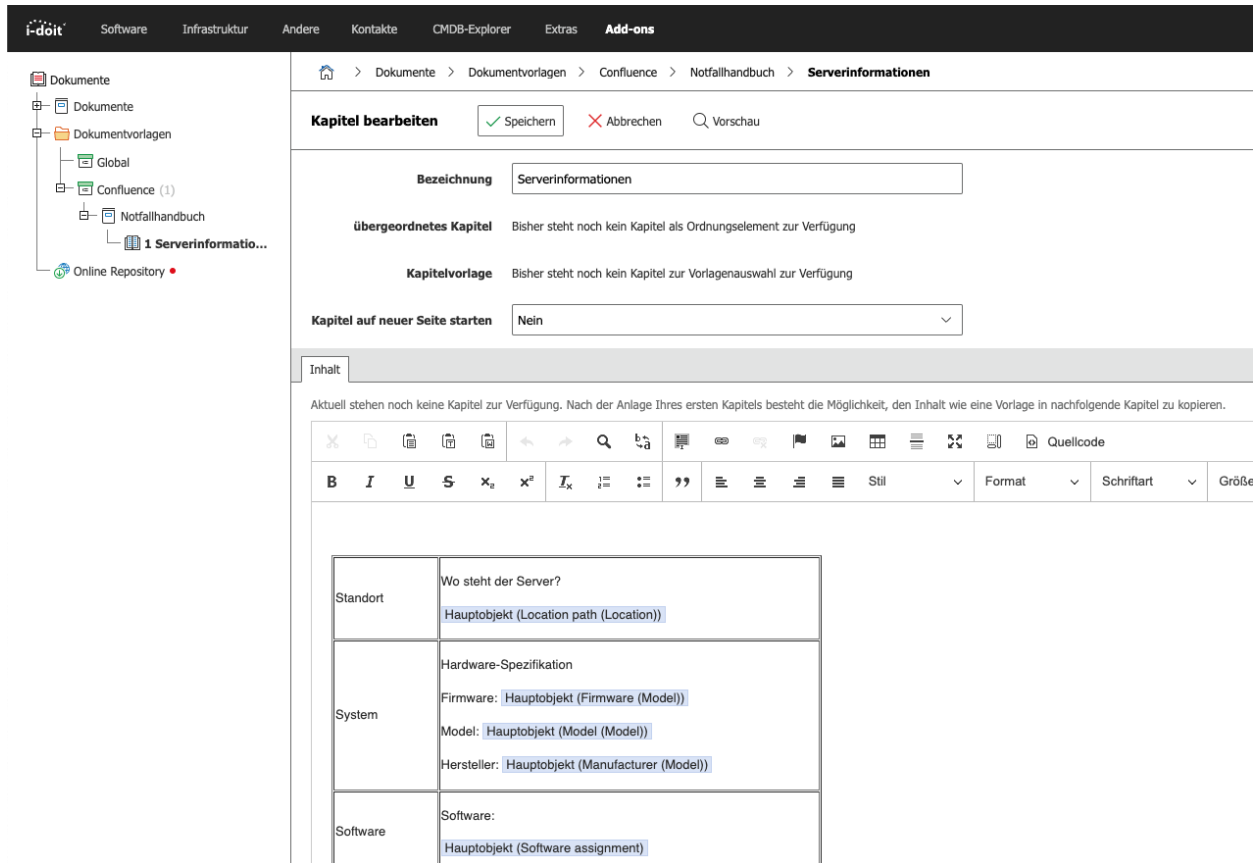 i-doit
Software Infrastruktur Andere Kontakte CMDB-Explorer Extras Add-ons
Dokumente
Dokumente
Dokumentvorlagen
Global
Confluence (1)
Notfallhandbuch
1 Serverinformatio...
Online Repository
> Dokumente > Dokumentvorlagen > Confluence > Notfallhandbuch > Serverinformationen
Kapitel bearbeiten Speichern Abbrechen Vorschau
Bezeichnung Serverinformationen
übergeordnetes Kapitel Bisher steht noch kein Kapitel als Ordnungselement zur Verfügung
Kapitelvorlage Bisher steht noch kein Kapitel zur Vorlagenauswahl zur Verfügung
Kapitel auf neuer Seite starten Nein
Inhalt
Aktuell stehen noch keine Kapitel zur Verfügung. Nach der Anlage Ihres ersten Kapitels besteht die Möglichkeit, den Inhalt wie eine Vorlage in nachfolgende Kapitel zu kopieren.
Quellcode
Stil Format Schriftart Größe
Standort
Wo steht der Server?
Hauptobjekt (Location path (Location))
System
Hardware-Spezifikation
Firmware: Hauptobjekt (Firmware (Model))
Model: Hauptobjekt (Model (Model))
Hersteller: Hauptobjekt (Manufacturer (Model))
Software
Software:
Hauptobjekt (Software assignment)